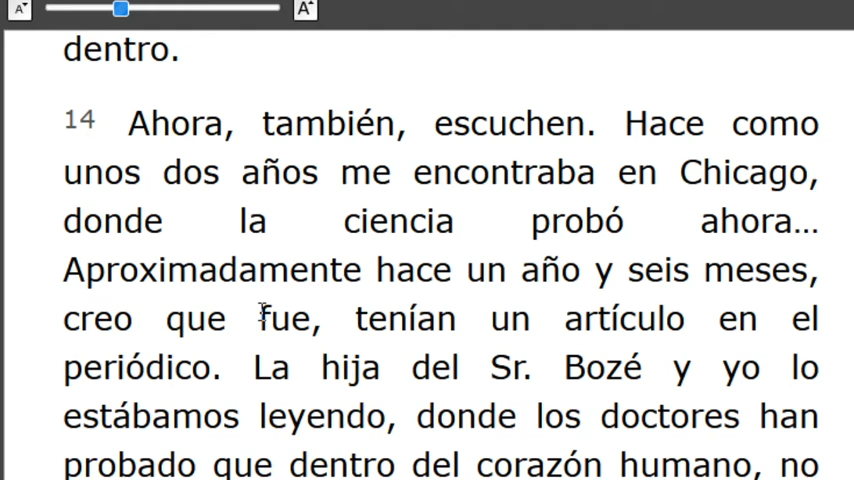 A A
dentro.
14 Ahora, también, escuchen. Hace como
unos dos años me encontraba en Chicago,
donde la ciencia probó ahora…
Aproximadamente hace un año y seis meses,
creo que fue, tenían un artículo en el
periódico. La hija del Sr. Bozé y yo lo
estábamos leyendo, donde los doctores han
probado que dentro del corazón humano, no